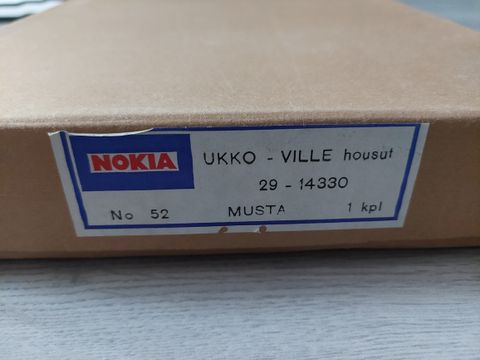 NOKIA UKKO - VILLE housut
29 - 14330
No 52 MUSTA 1 kpl